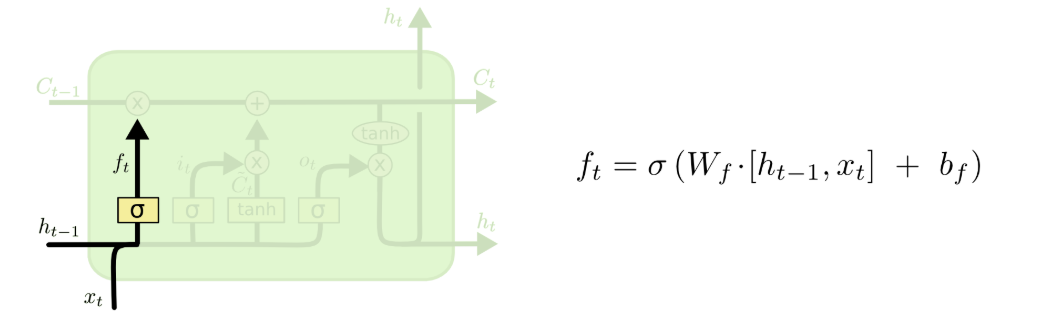 h_t
C_{t-1}
C_t
x
+
tanh
f_t
i_t
x
o_t
x
C̃_t
σ
σ
tanh
σ
h_{t-1}
h_t
x_t
f_t = σ (W_f · [h_{t-1}, x_t] + b_f)